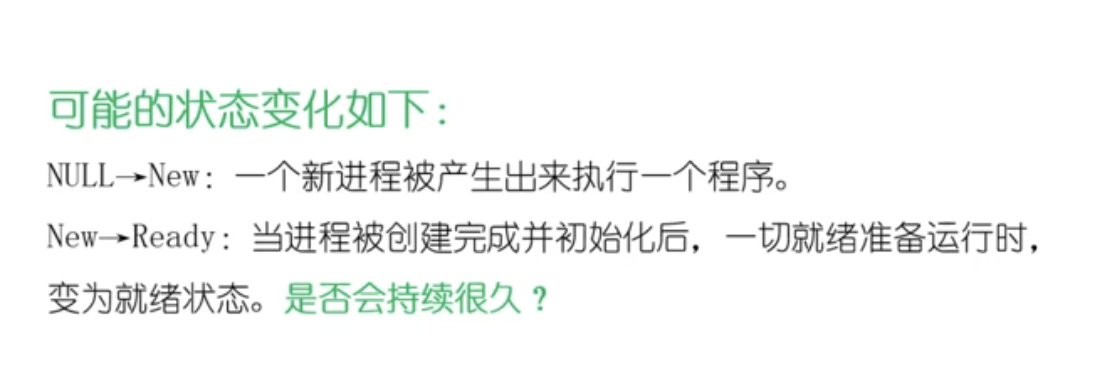 可能的状态变化如下：
NULL→New：一个新进程被产生出来执行一个程序。
New→Ready：当进程被创建完成并初始化后，一切就绪准备运行时，
变为就绪状态。是否会持续很久？